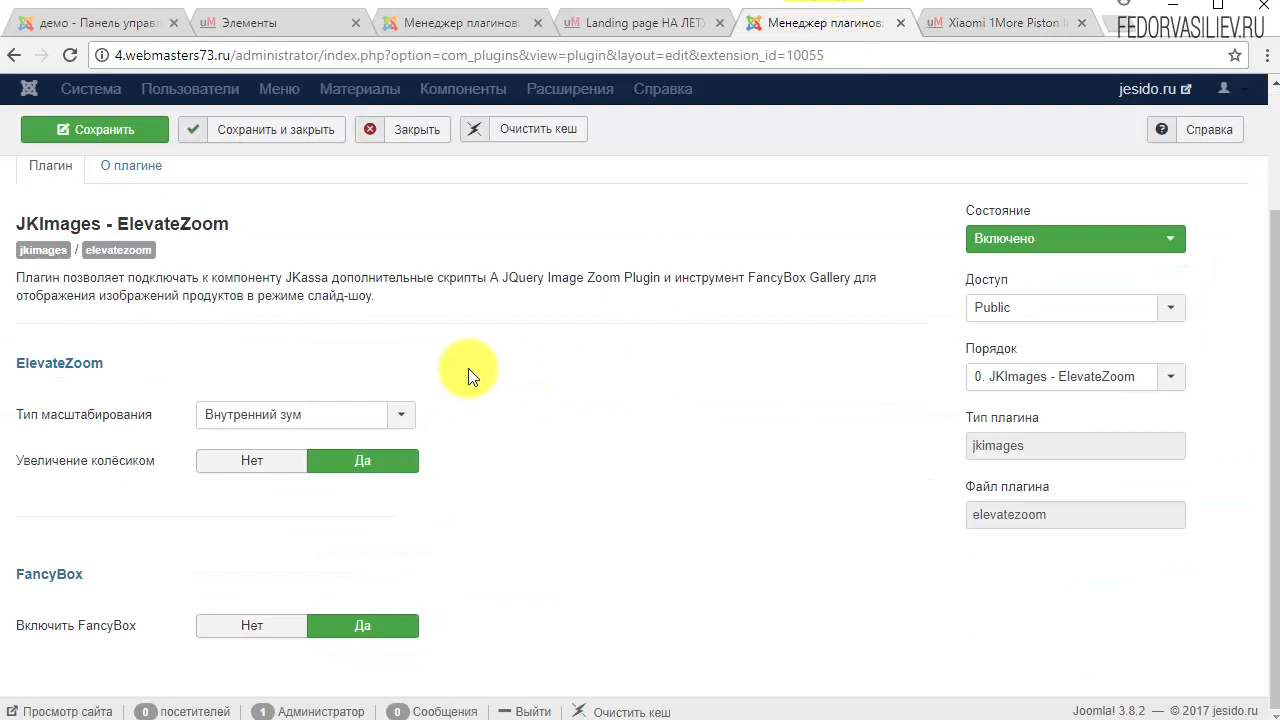 демо - Панель управл
Элементы
Менеджер плагинов
Landing page НА ЛЕТУ
Менеджер плагинов
Xiaomi 1More Piston
FEDORVASILIEV.RU
4.webmasters73.ru/administrator/index.php?option=com_plugins&view=plugin&layout=edit&extension_id=10055
Система Пользователи Меню Материалы Компоненты Расширения Справка jesido.ru
Сохранить Сохранить и закрыть Закрыть Очистить кеш Справка
Плагин О плагине
JKImages - ElevateZoom
jkimages / elevatezoom
Плагин позволяет подключать к компоненту JKassa дополнительные скрипты A JQuery Image Zoom Plugin и инструмент FancyBox Gallery для
отображения изображений продуктов в режиме слайд-шоу.
ElevateZoom
Тип масштабирования Внутренний зум
Увеличение колёсиком Нет Да
FancyBox
Включить FancyBox Нет Да
Состояние
Включено
Доступ
Public
Порядок
0. JKImages - ElevateZoom
Тип плагина
jkimages
Файл плагина
elevatezoom
Просмотр сайта 0 посетителей 1 Администратор 0 Сообщения Выйти Очистить кеш Joomla! 3.8.2 — © 2017 jesido.ru